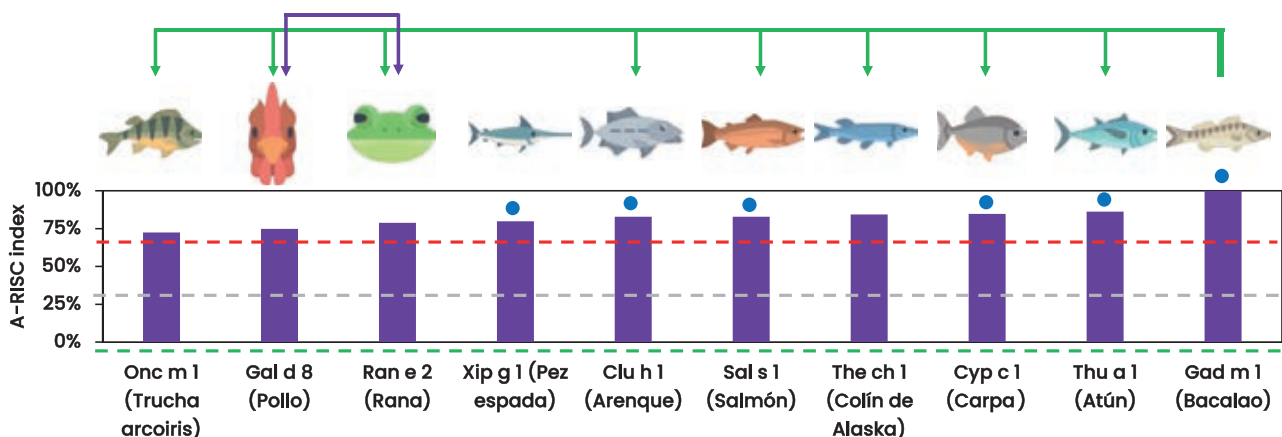 100%
75%
50%
25%
0%
A-RISC index
Onc m 1
(Trucha
arcoiris)
Gal d 8
(Pollo)
Ran e 2
(Rana)
Xip g 1 (Pez
espada)
Clu h 1
(Arenque)
Sal s 1
(Salmón)
The ch 1
(Colín de
Alaska)
Cyp c 1
(Carpa)
Thu a 1
(Atún)
Gad m 1
(Bacalao)